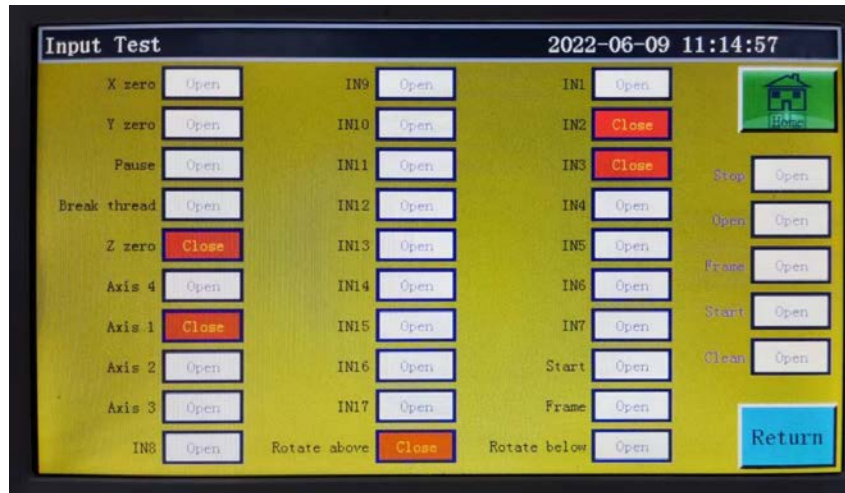 Input Test 2022-06-09 11:14:57
X zero Open IN9 Open IN1 Open Home
Y zero Open IN10 Open IN2 Close
Pause Open IN11 Open IN3 Close Stop Open
Break thread Open IN12 Open IN4 Open Open Open
Z zero Close IN13 Open IN5 Open Frame Open
Axis 4 Open IN14 Open IN6 Open Start Open
Axis 1 Close IN15 Open IN7 Open Clean Open
Axis 2 Open IN16 Open Start Open
Axis 3 Open IN17 Open Frame Open
IN8 Open Rotate above Close Rotate below Open Return